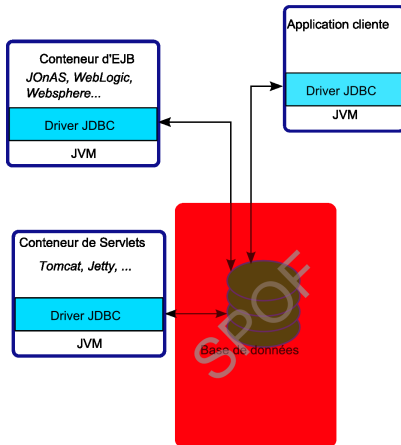 Application cliente
Driver JDBC
JVM
Conteneur d'EJB
JOnAS, WebLogic,
Websphere...
Driver JDBC
JVM
Conteneur de Servlets
Tomcat, Jetty, ...
Driver JDBC
JVM
SPOF
Base de données